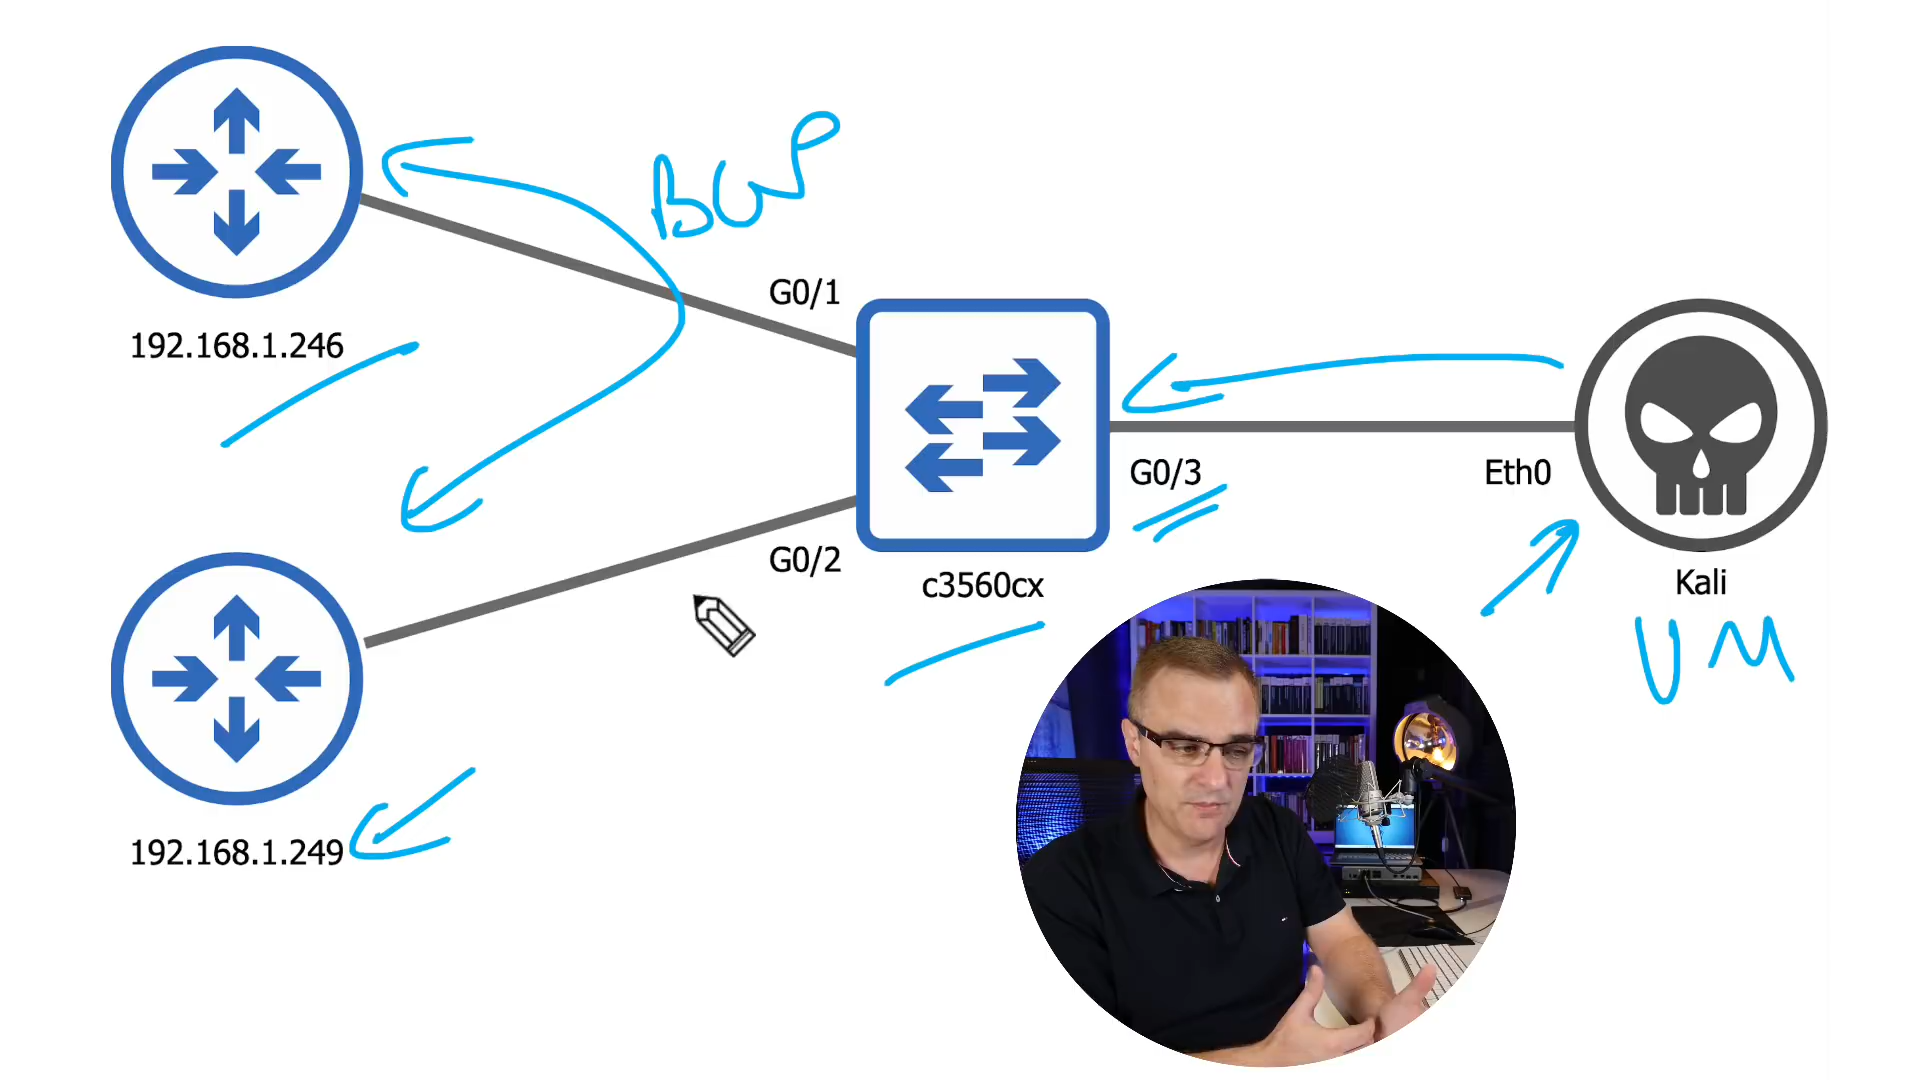 BGP
G0/1
192.168.1.246
G0/3
Eth0
G0/2
c3560cx
Kali
VM
192.168.1.249